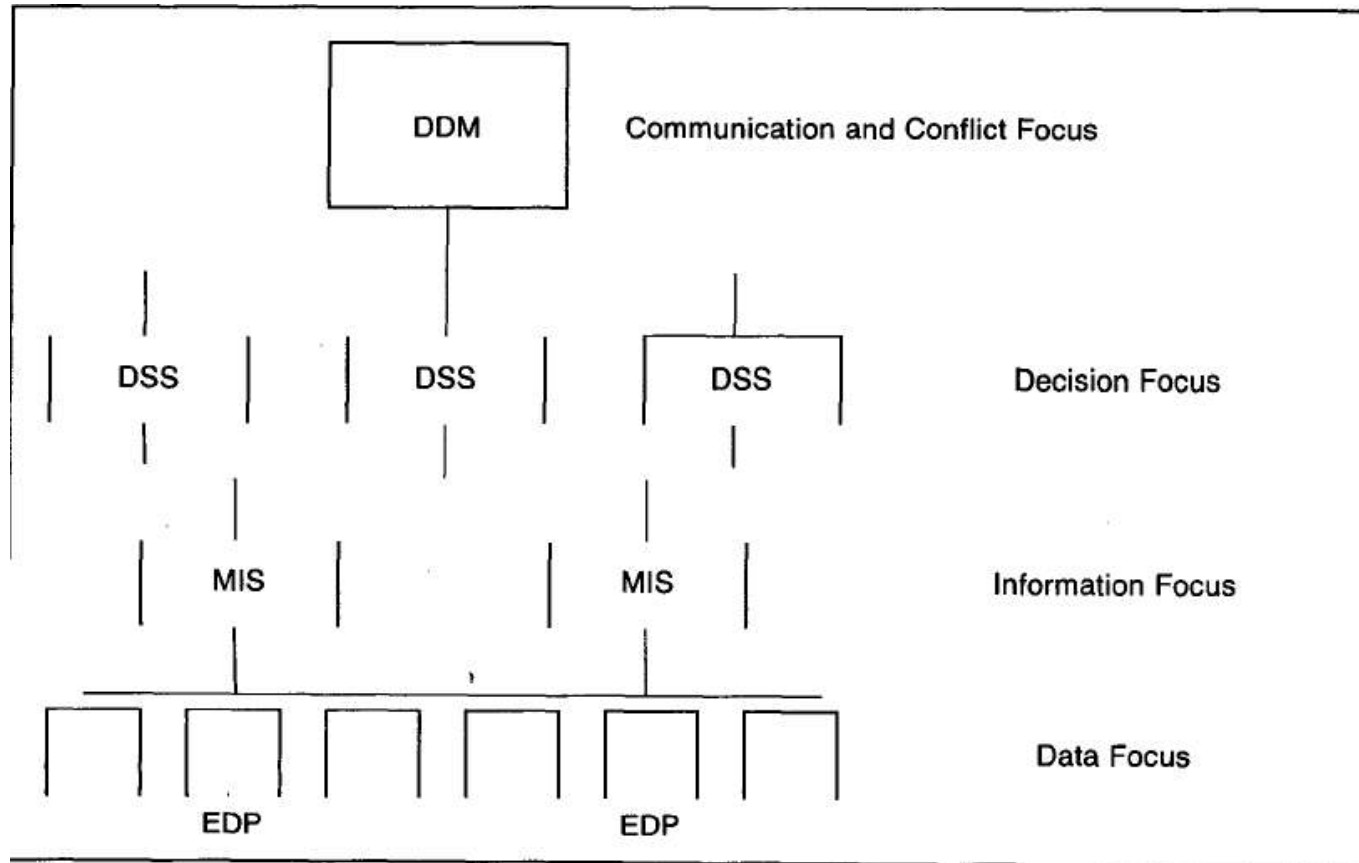 DDM Communication and Conflict Focus
DSS DSS DSS Decision Focus
MIS MIS Information Focus
Data Focus
EDP EDP